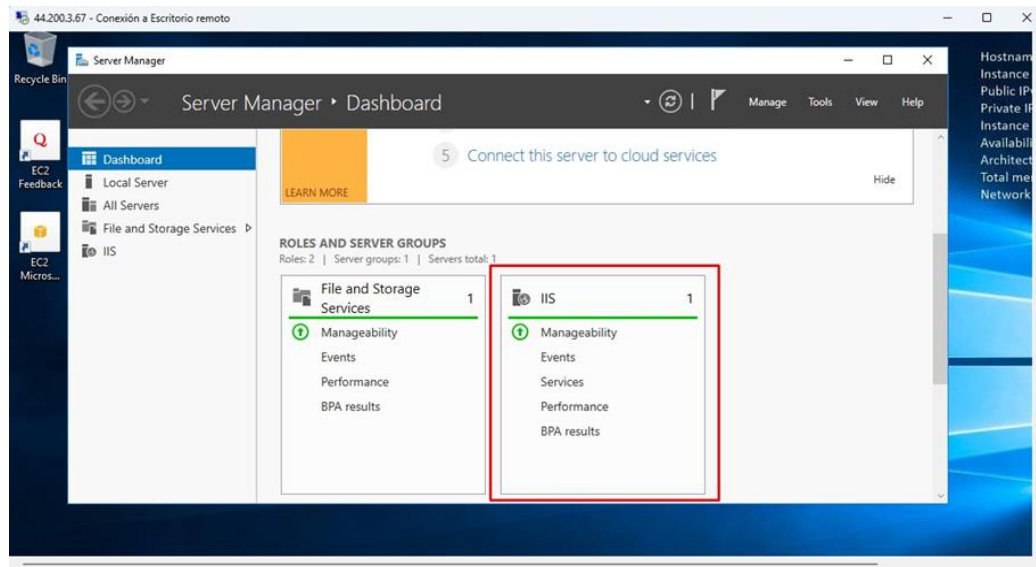 44.200.3.67 - Conexión a Escritorio remoto
Recycle Bin
EC2
Feedback
EC2
Micros...
Server Manager
Server Manager • Dashboard
Manage Tools View Help
Dashboard
Local Server
All Servers
File and Storage Services
IIS
5 Connect this server to cloud services
LEARN MORE
Hide
ROLES AND SERVER GROUPS
Roles: 2 | Server groups: 1 | Servers total: 1
File and Storage
Services
1
Manageability
Events
Performance
BPA results
IIS 1
Manageability
Events
Services
Performance
BPA results
Hostnam
Instance
Public IP
Private IP
Instance
Availabili
Architect
Total me
Network